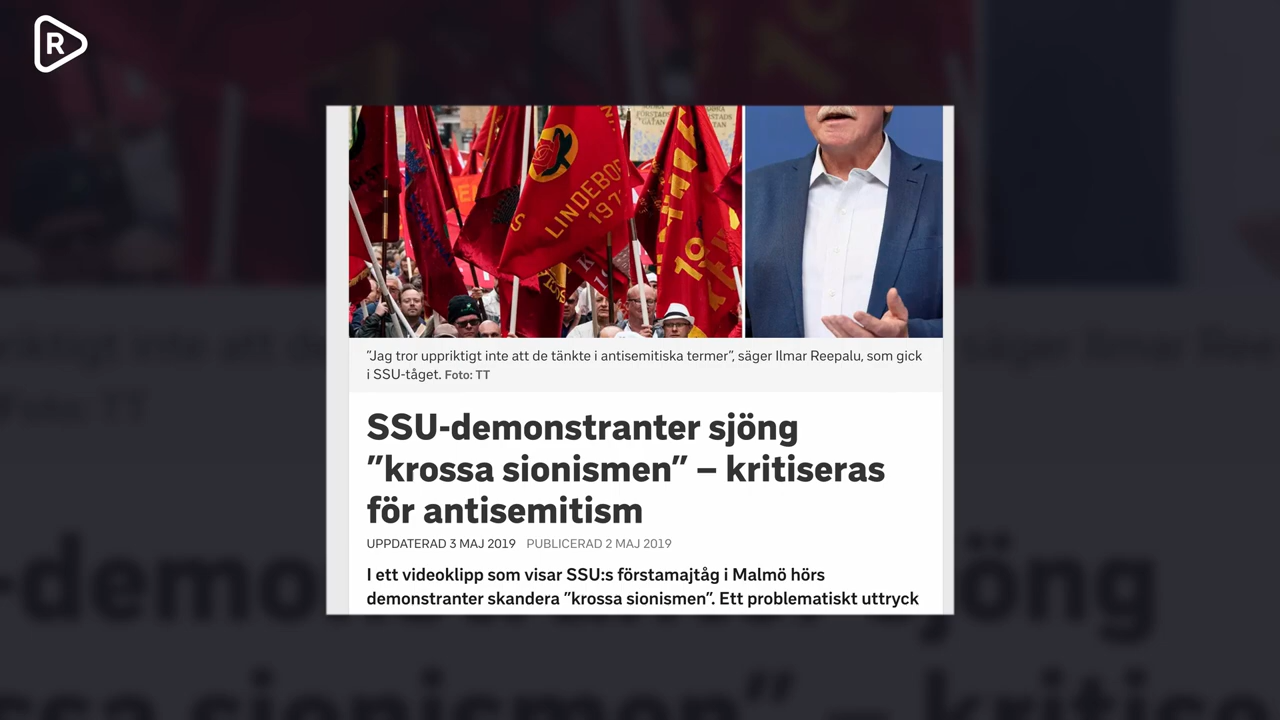 R
LINDEBO
197
"Jag tror uppriktigt inte att de tänkte i antisemitiska termer", säger Ilmar Reepalu, som gick
i SSU-tåget. Foto: TT
SSU-demonstranter sjöng
”krossa sionismen” – kritiseras
för antisemitism
UPPDATERAD 3 MAJ 2019 PUBLICERAD 2 MAJ 2019
I ett videoklipp som visar SSU:s förstamajtåg i Malmö hörs
demonstranter skandera ”krossa sionismen”. Ett problematiskt uttryck